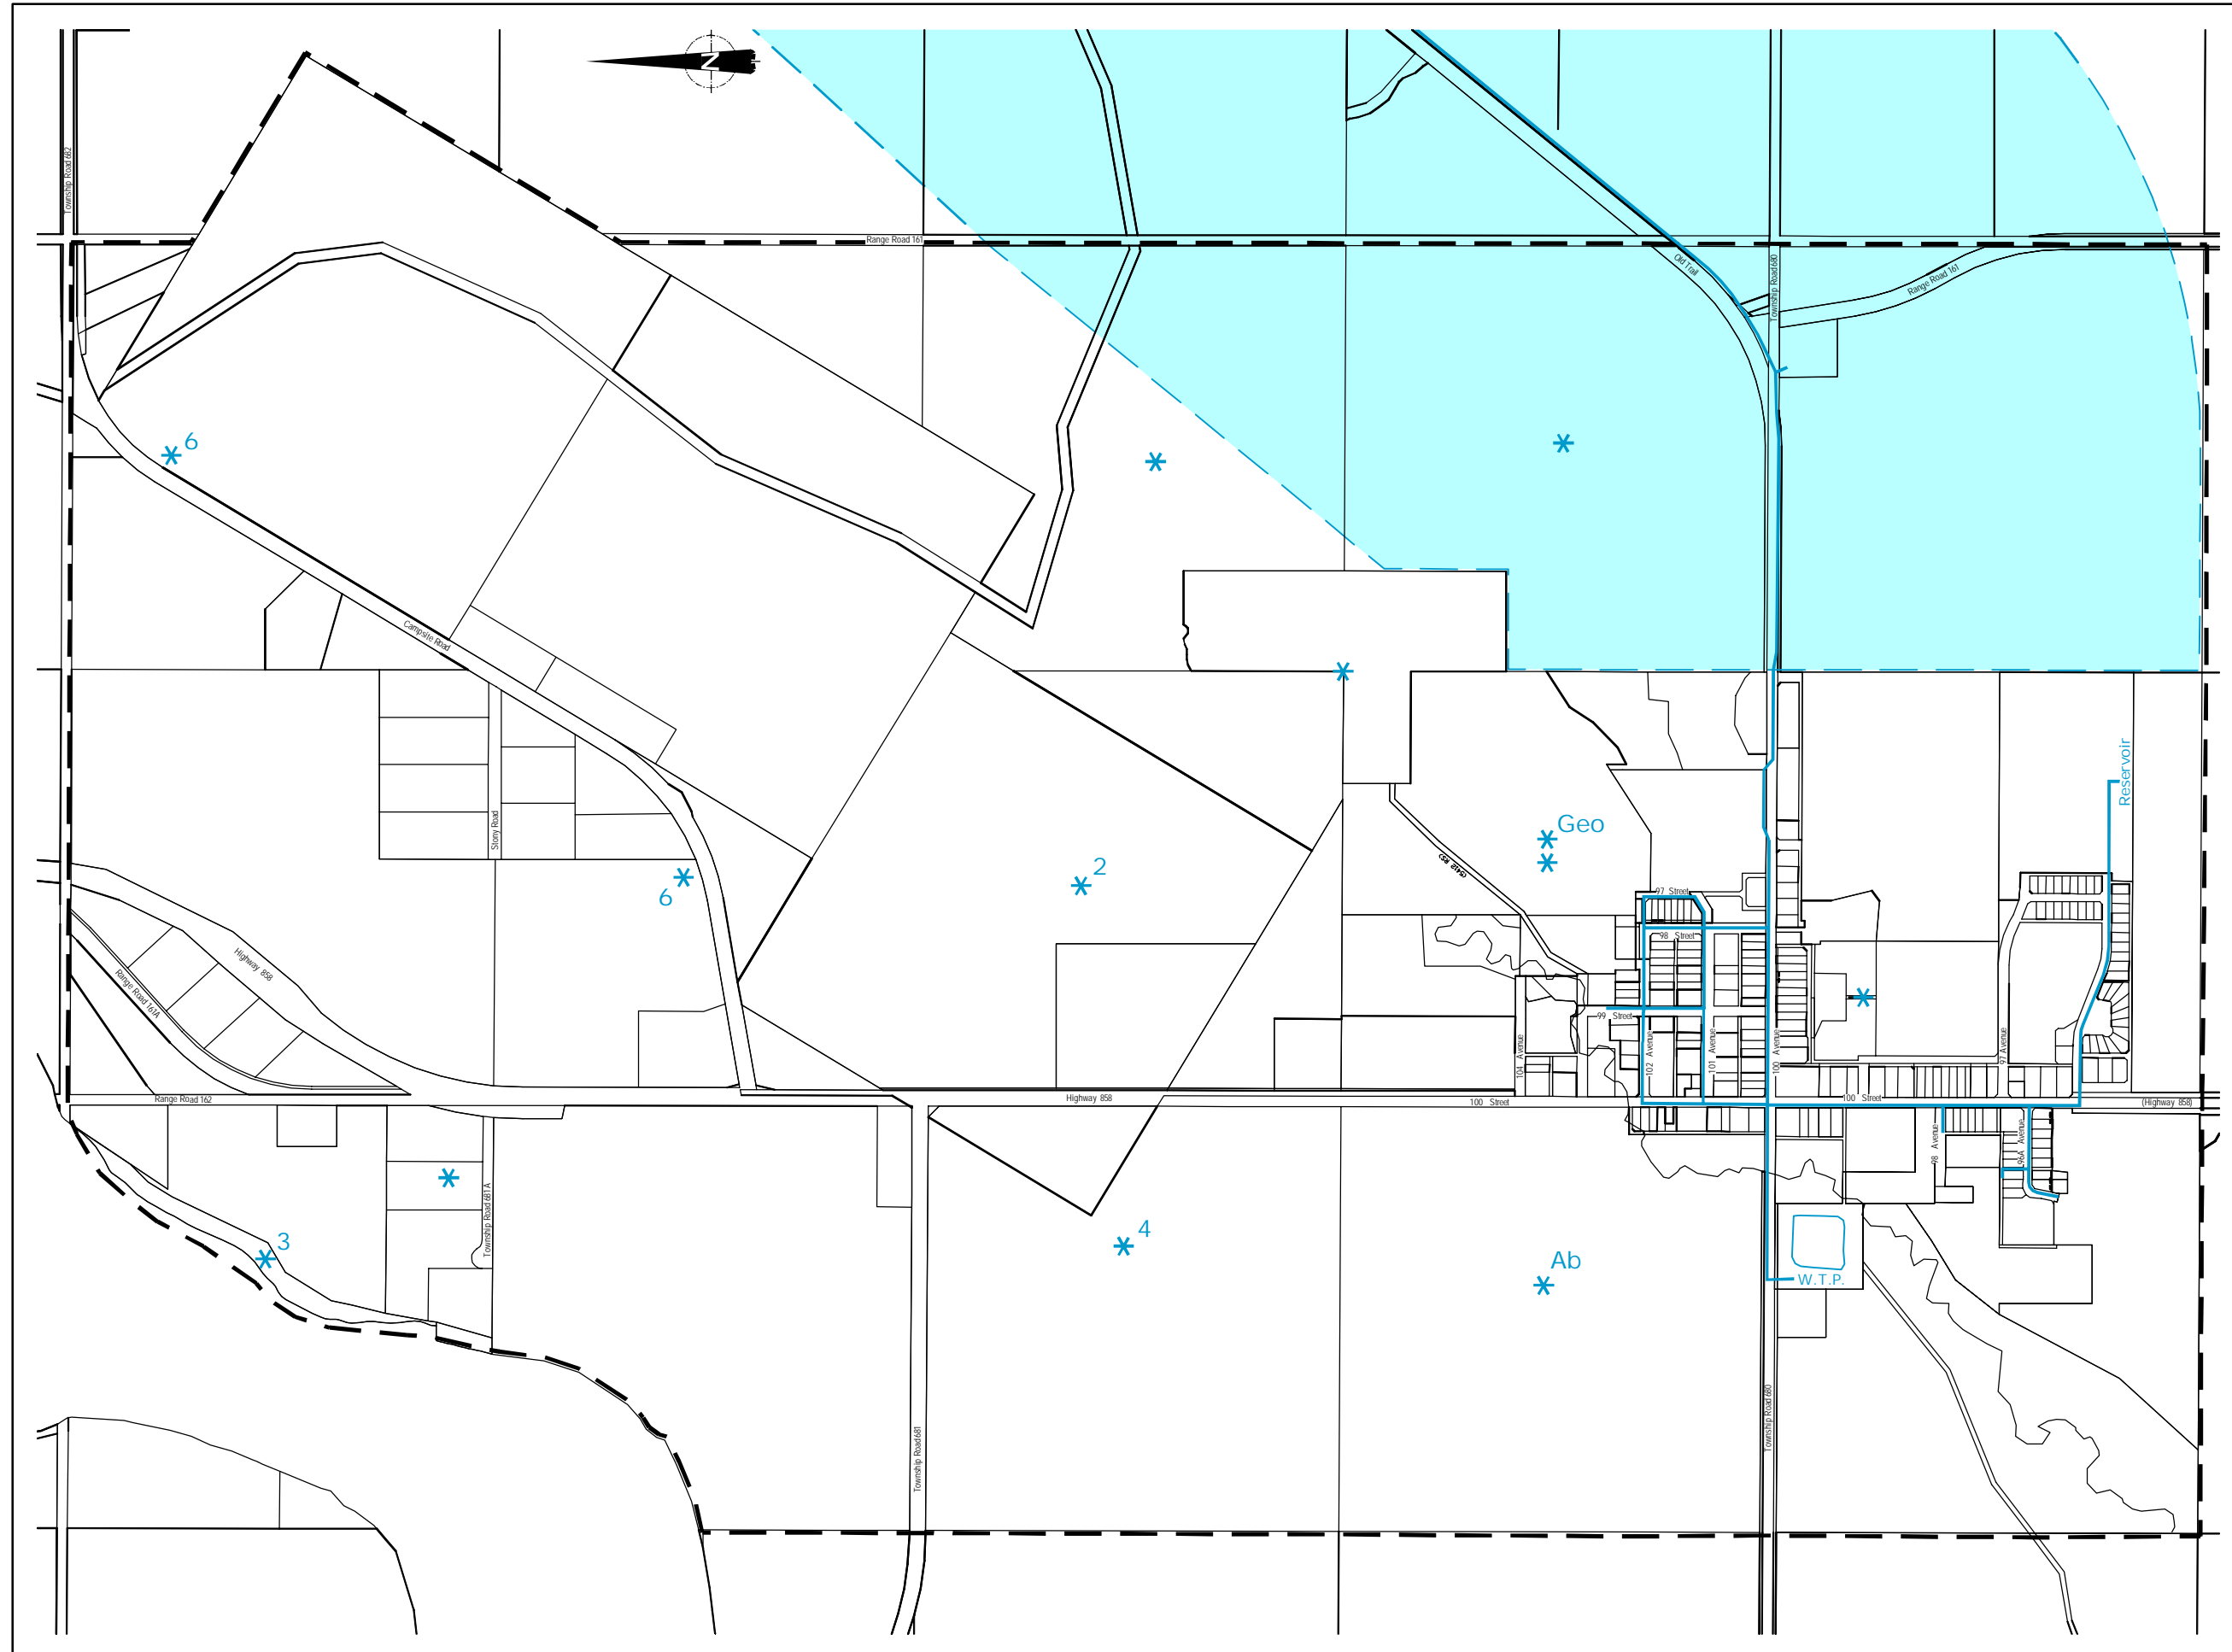 N
Township Road 682
Range Road 161
Old Trail
Township Road 680
Range Road 161
6
Campsite Road
Stony Road
Reservoir
Geo
2
6
97 Street
98 Street
Highway 858
Range Road 161A
99 Street
104 Avenue
102 Avenue
101 Avenue
100 Avenue
97 Avenue
Range Road 162
Highway 858
100 Street
100 Street
(Highway 858)
98 Avenue
96A Avenue
Township Road 681A
3
4
Ab
W.T.P.
Township Road 681
Township Road 680